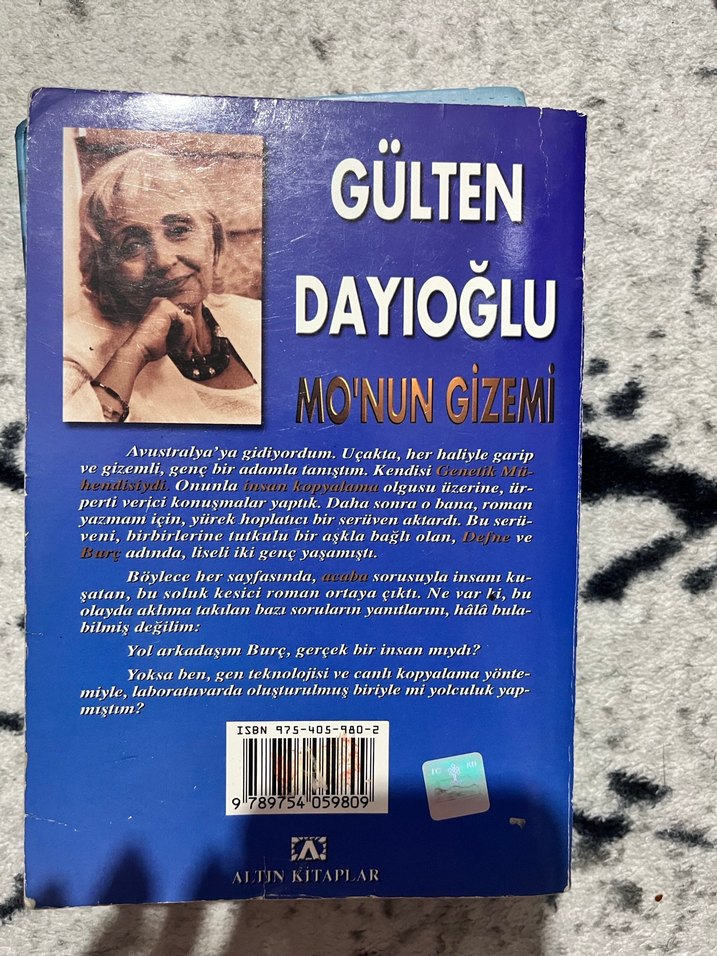 GÜLTEN
DAYIOĞLU
MO'NUN GİZEMİ
Avustralya'ya gidiyordum. Uçakta, her haliyle garip
ve gizemli, genç bir adamla tanıştım. Kendisi Genetik Mü-
hendisiydi. Onunla insan kopyalama olgusu üzerine, ür-
perti verici konuşmalar yaptık. Daha sonra o bana, roman
yazmam için, yürek hoplatıcı bir serüven aktardı. Bu serü-
veni, birbirlerine tutkulu bir aşkla bağlı olan, Defne ve
Burç adında, liseli iki genç yaşamıştı.
Böylece her sayfasında, acaba sorusuyla insanı ku-
şatan, bu soluk kesici roman ortaya çıktı. Ne var ki, bu
olayda aklıma takılan bazı soruların yanıtlarını, hâlâ bula-
bilmiş değilim:
Yol arkadaşım Burç, gerçek bir insan mıydı?
Yoksa ben, gen teknolojisi ve canlı kopyalama yönte-
miyle, laboratuvarda oluşturulmuş biriyle mi yolculuk yap-
mıştım?
ISBN 975-405-980-2
9 789754 059809
ALTIN KİTAPLAR